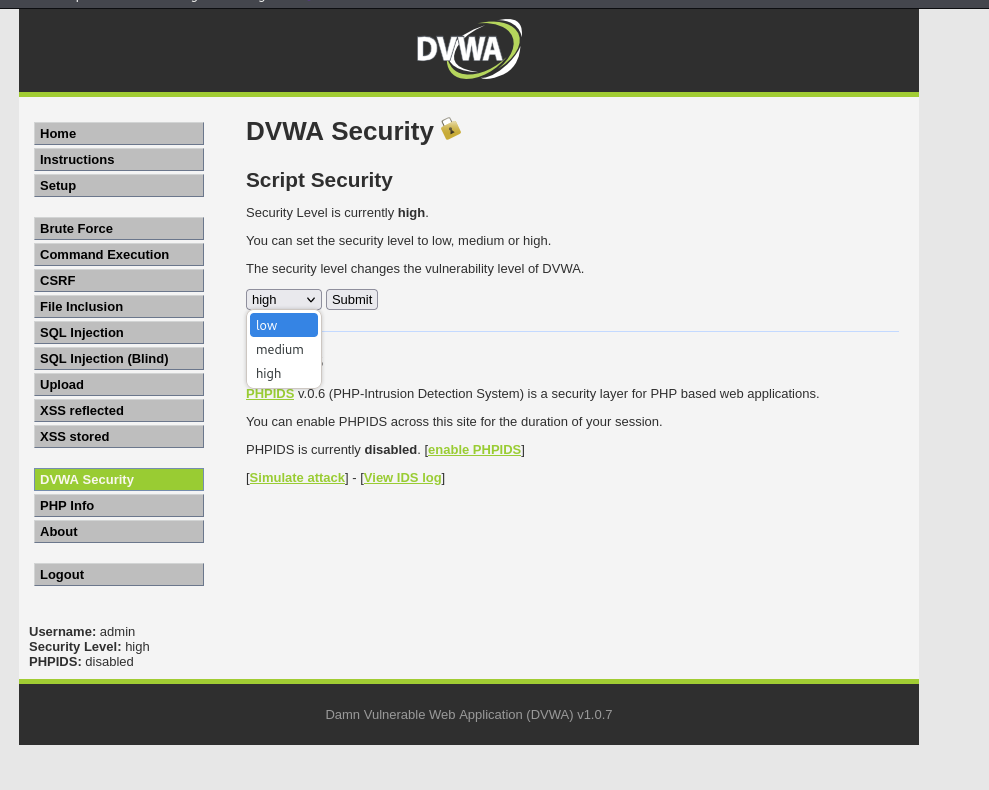 DVWA
Home
Instructions
Setup
Brute Force
Command Execution
CSRF
File Inclusion
SQL Injection
SQL Injection (Blind)
Upload
XSS reflected
XSS stored
DVWA Security
PHP Info
About
Logout
Username: admin
Security Level: high
PHPIDS: disabled
DVWA Security
Script Security
Security Level is currently high.
You can set the security level to low, medium or high.
The security level changes the vulnerability level of DVWA.
high Submit
low
medium
high
PHPIDS v.0.6 (PHP-Intrusion Detection System) is a security layer for PHP based web applications.
You can enable PHPIDS across this site for the duration of your session.
PHPIDS is currently disabled. [enable PHPIDS]
[Simulate attack] - [View IDS log]
Damn Vulnerable Web Application (DVWA) v1.0.7